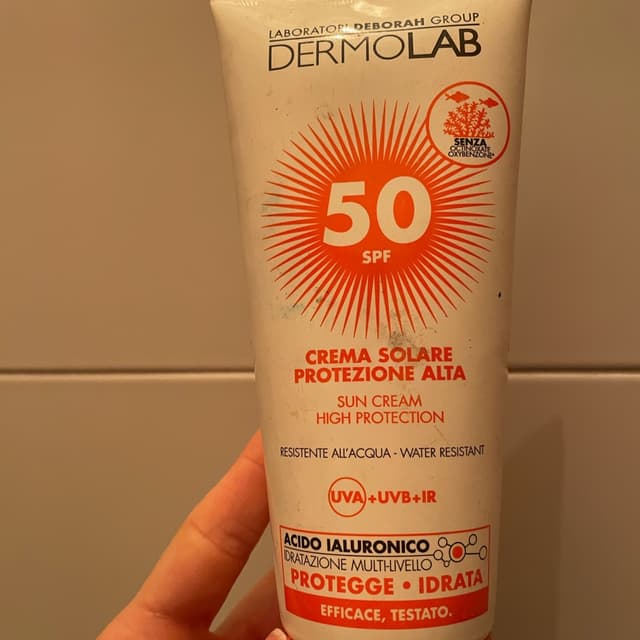 LABORATORI DEBORAH GROUP
DERMOLAB
SENZA
OCTINOXATE
OXYBENZONE*
50
SPF
CREMA SOLARE
PROTEZIONE ALTA
SUN CREAM
HIGH PROTECTION
RESISTENTE ALL'ACQUA - WATER RESISTANT
UVA+UVB+IR
ACIDO IALURONICO
IDRATAZIONE MULTI-LIVELLO
PROTEGGE • IDRATA
EFFICACE, TESTATO.